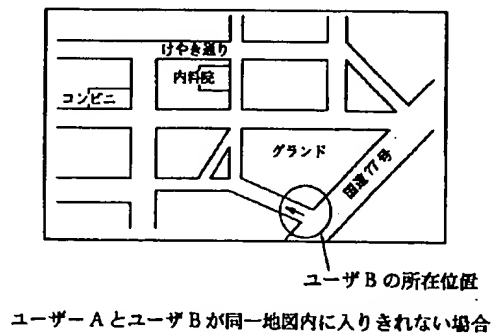 けやき通り
内科院
コンビニ
グランド
国道77号
ユーザBの所在位置
ユーザーAとユーザBが同一地図内に入りきれない場合